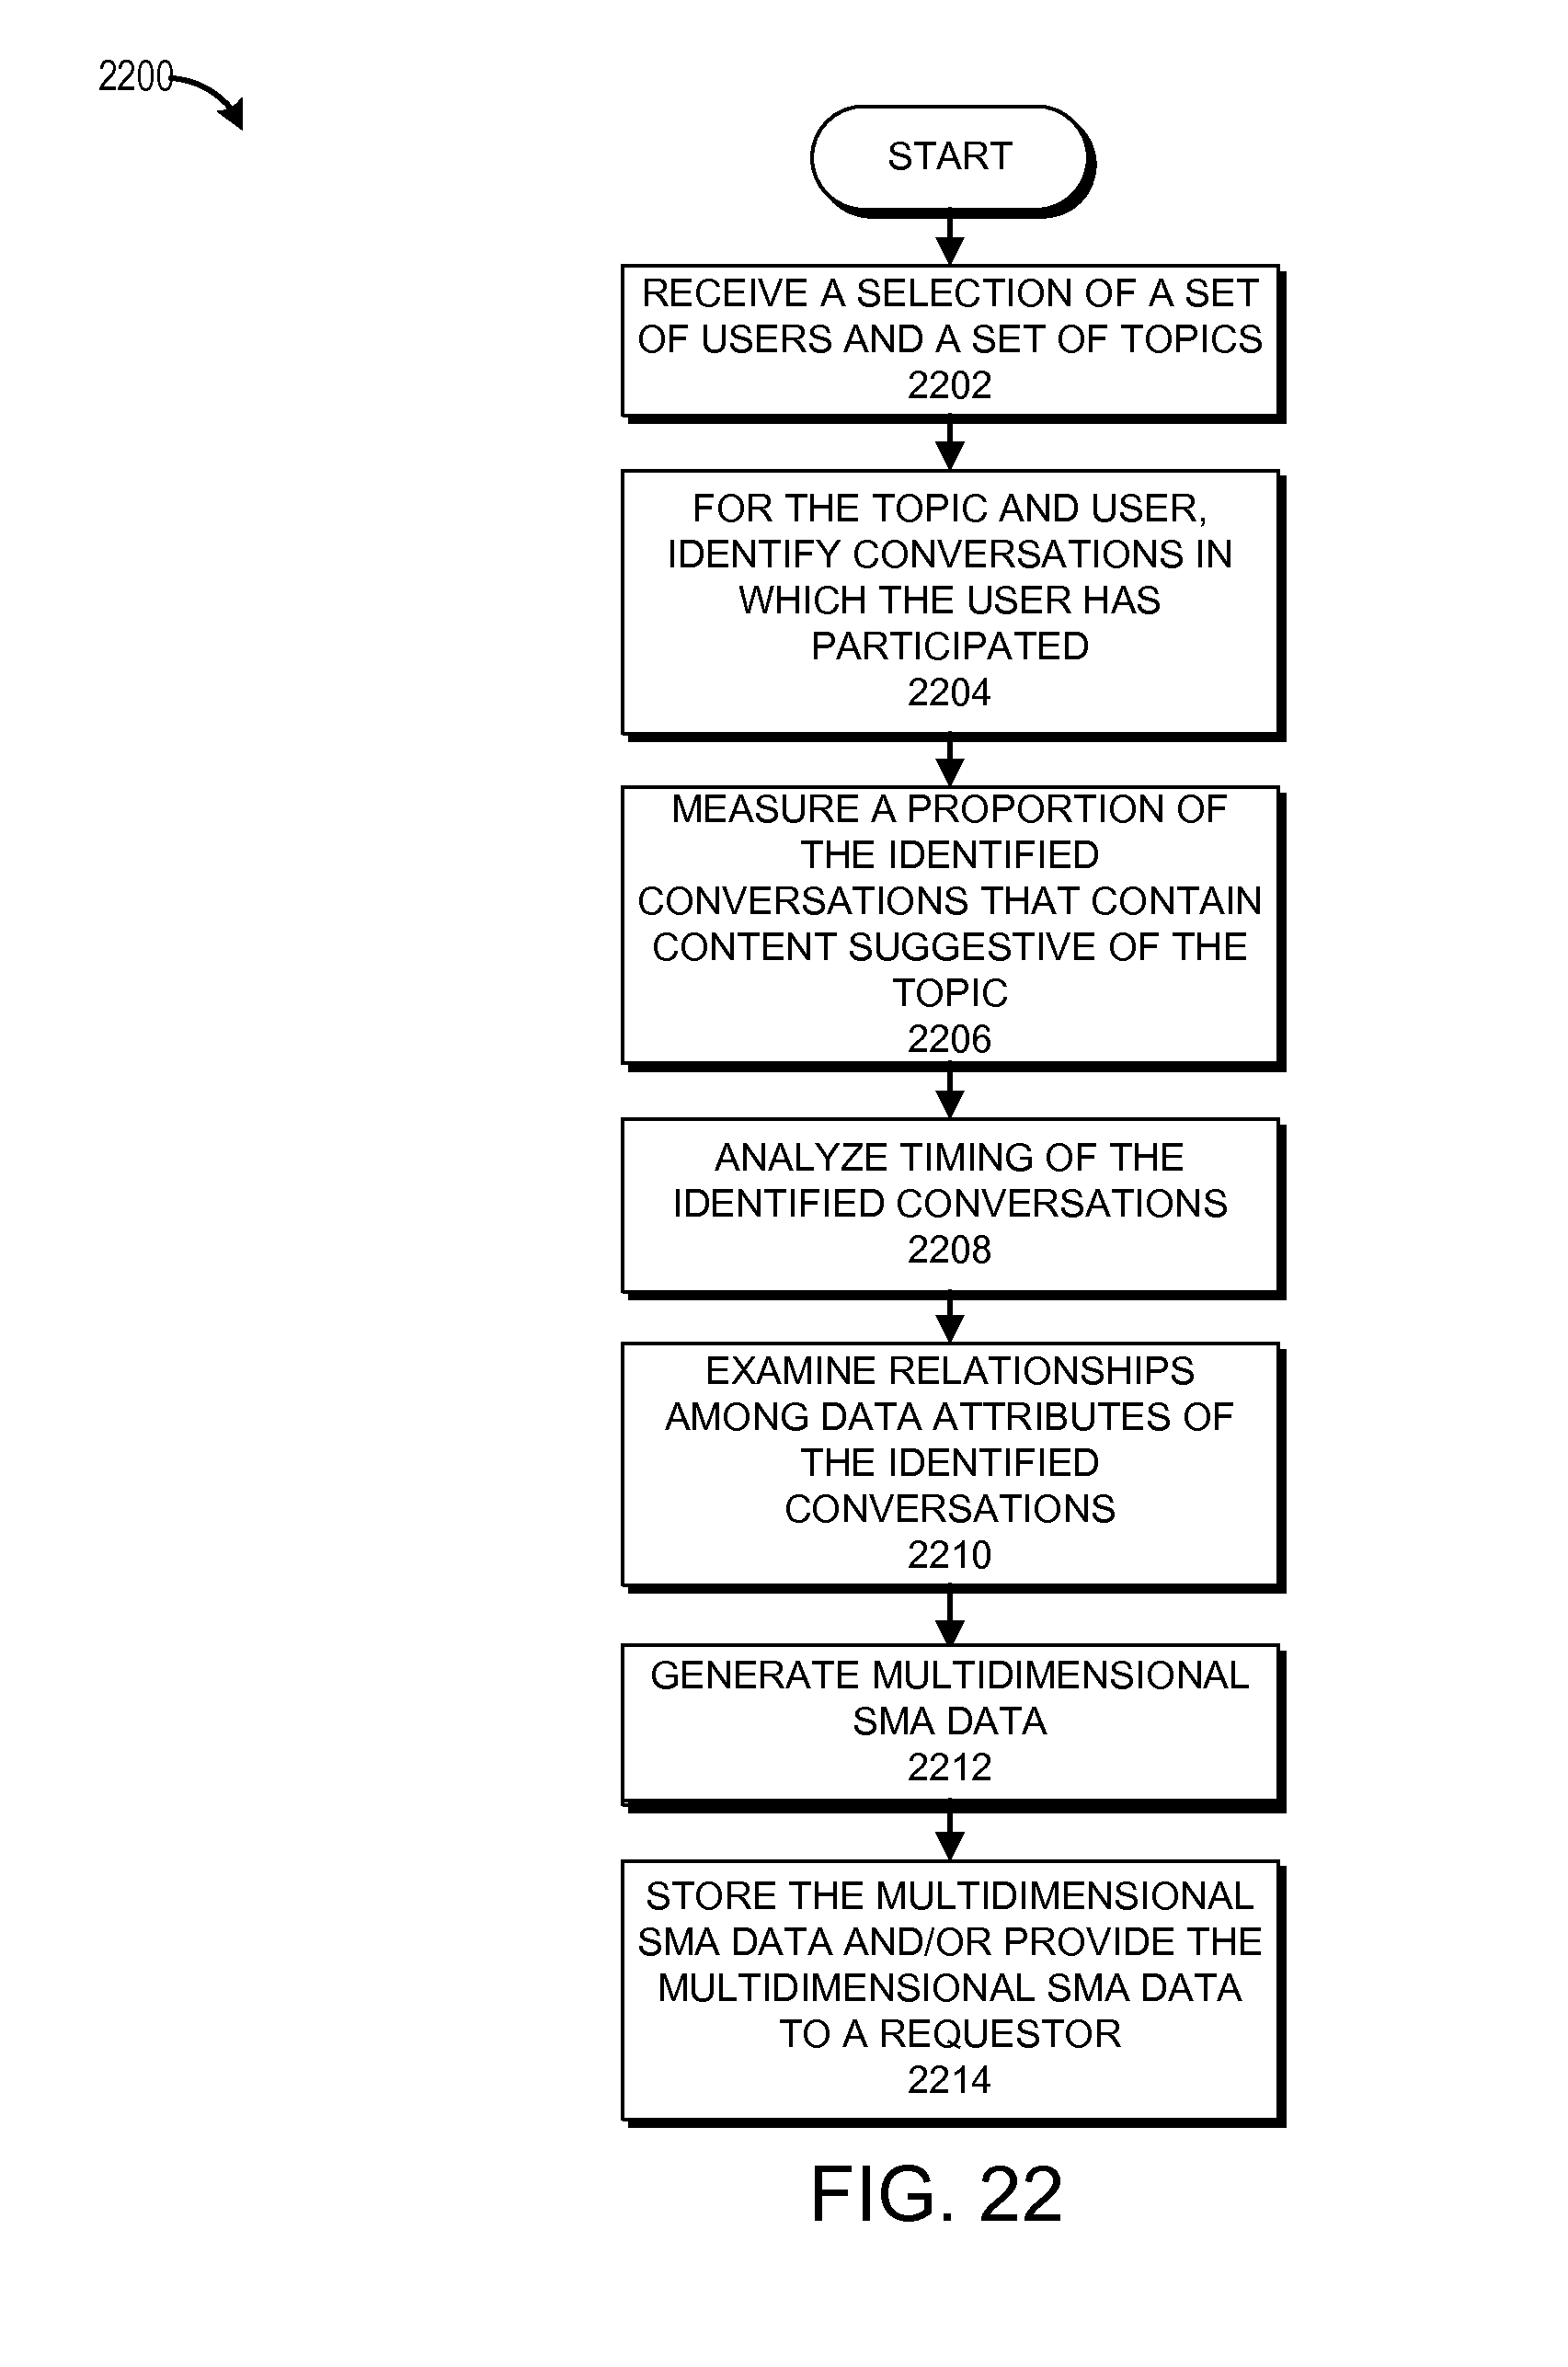 2200
START
RECEIVE A SELECTION OF A SET
OF USERS AND A SET OF TOPICS
2202
FOR THE TOPIC AND USER,
IDENTIFY CONVERSATIONS IN
WHICH THE USER HAS
PARTICIPATED
2204
MEASURE A PROPORTION OF
THE IDENTIFIED
CONVERSATIONS THAT CONTAIN
CONTENT SUGGESTIVE OF THE
TOPIC
2206
ANALYZE TIMING OF THE
IDENTIFIED CONVERSATIONS
2208
EXAMINE RELATIONSHIPS
AMONG DATA ATTRIBUTES OF
THE IDENTIFIED
CONVERSATIONS
2210
GENERATE MULTIDIMENSIONAL
SMA DATA
2212
STORE THE MULTIDIMENSIONAL
SMA DATA AND/OR PROVIDE THE
MULTIDIMENSIONAL SMA DATA
TO A REQUESTOR
2214
FIG. 22